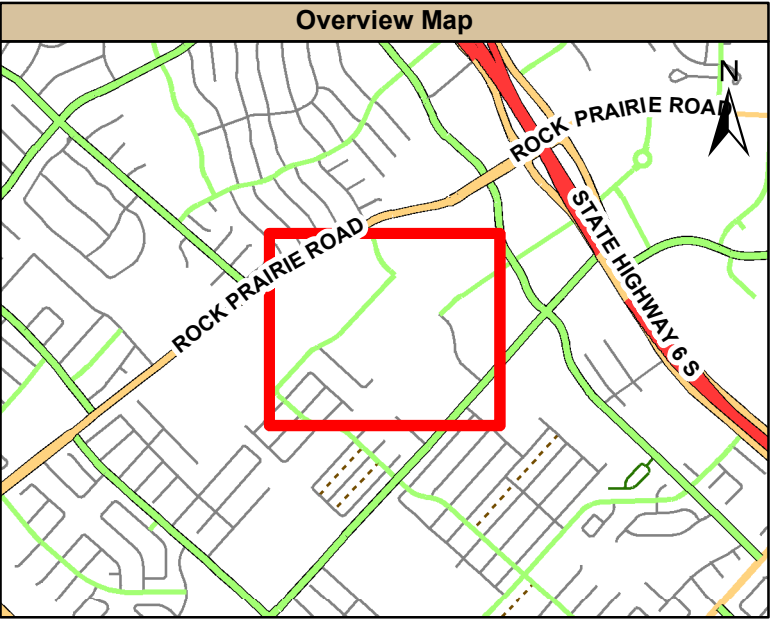 Overview Map
N
ROCK PRAIRIE ROAD
ROCK PRAIRIE ROAD
STATE HIGHWAY 6 S